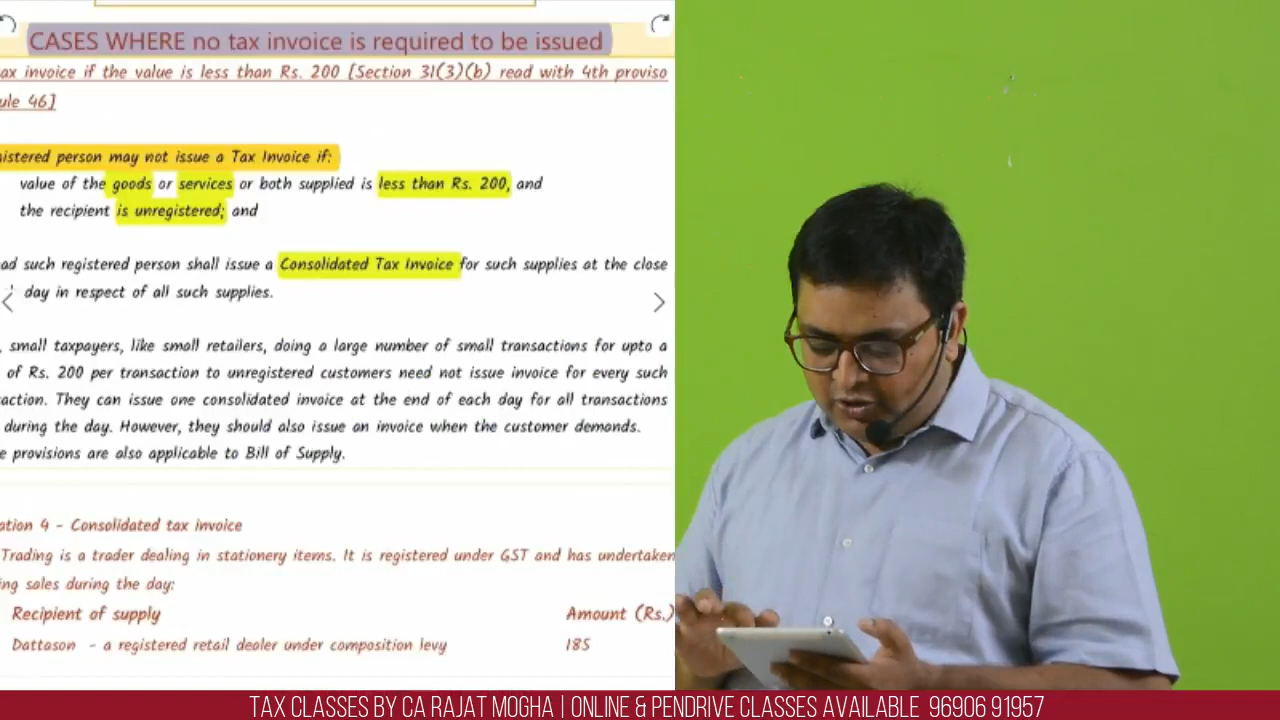 CASES WHERE no tax invoice is required to be issued
ax invoice if the value is less than Rs. 200 [Section 31(3)(b) read with 4th proviso
ule 46]
istered person may not issue a Tax Invoice if:
value of the goods or services or both supplied is less than Rs. 200, and
the recipient is unregistered; and
ad such registered person shall issue a Consolidated Tax Invoice for such supplies at the close
day in respect of all such supplies.
, small taxpayers, like small retailers, doing a large number of small transactions for upto a
of Rs. 200 per transaction to unregistered customers need not issue invoice for every such
action. They can issue one consolidated invoice at the end of each day for all transactions
during the day. However, they should also issue an invoice when the customer demands.
e provisions are also applicable to Bill of Supply.
ation 4 - Consolidated tax invoice
Trading is a trader dealing in stationery items. It is registered under GST and has undertaken
ing sales during the day:
Recipient of supply Amount (Rs.)
Dattason - a registered retail dealer under composition levy 185
TAX CLASSES BY CA RAJAT MOGHA | ONLINE & PENDRIVE CLASSES AVAILABLE 96906 91957